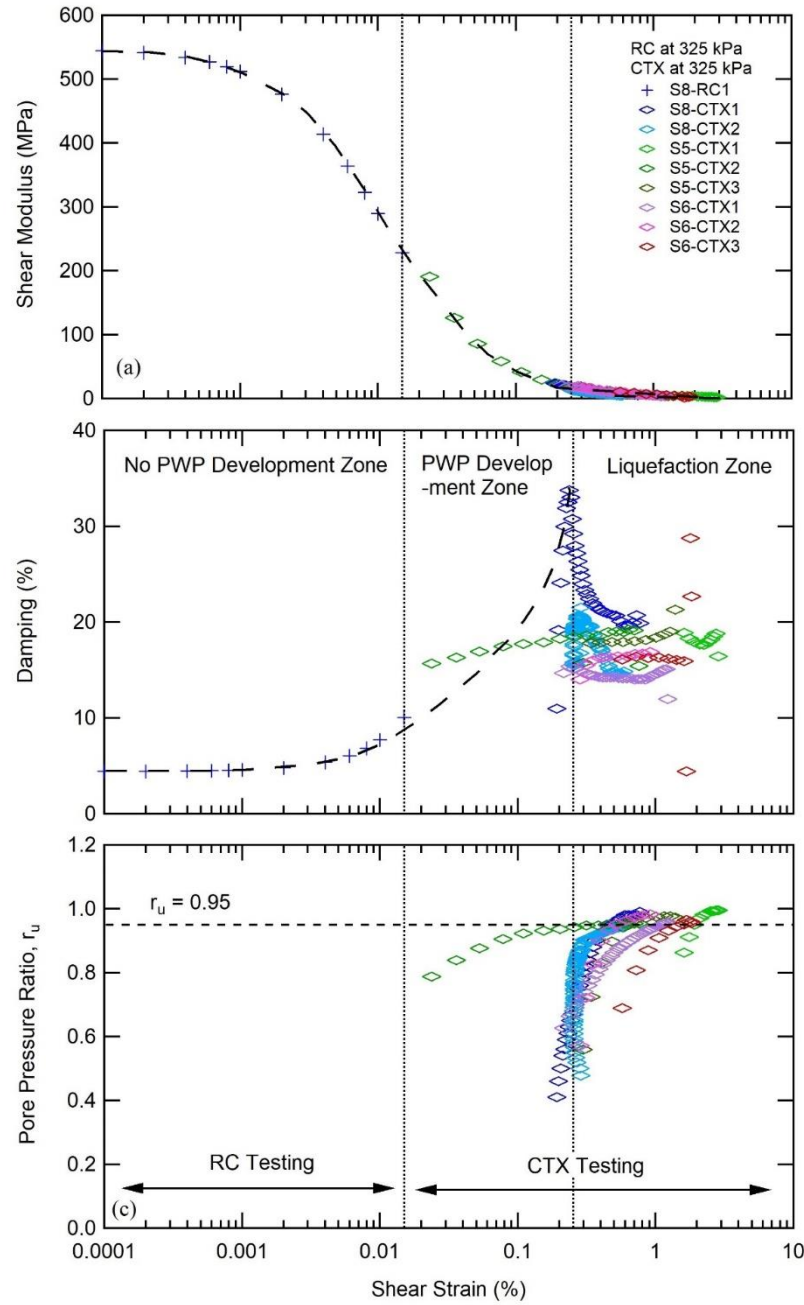 600
500
400
300
200
100
0
Shear Modulus (MPa)
(a)
RC at 325 kPa
CTX at 325 kPa
S8-RC1
S8-CTX1
S8-CTX2
S5-CTX1
S5-CTX2
S5-CTX3
S6-CTX1
S6-CTX2
S6-CTX3
40
30
20
10
0
Damping (%)
No PWP Development Zone
PWP Develop
-ment Zone
Liquefaction Zone
1.2
1.0
0.8
0.6
0.4
0.2
0.0
Pore Pressure Ratio, ru
ru = 0.95
RC Testing
CTX Testing
(c)
0.0001
0.001
0.01
0.1
1
10
Shear Strain (%)